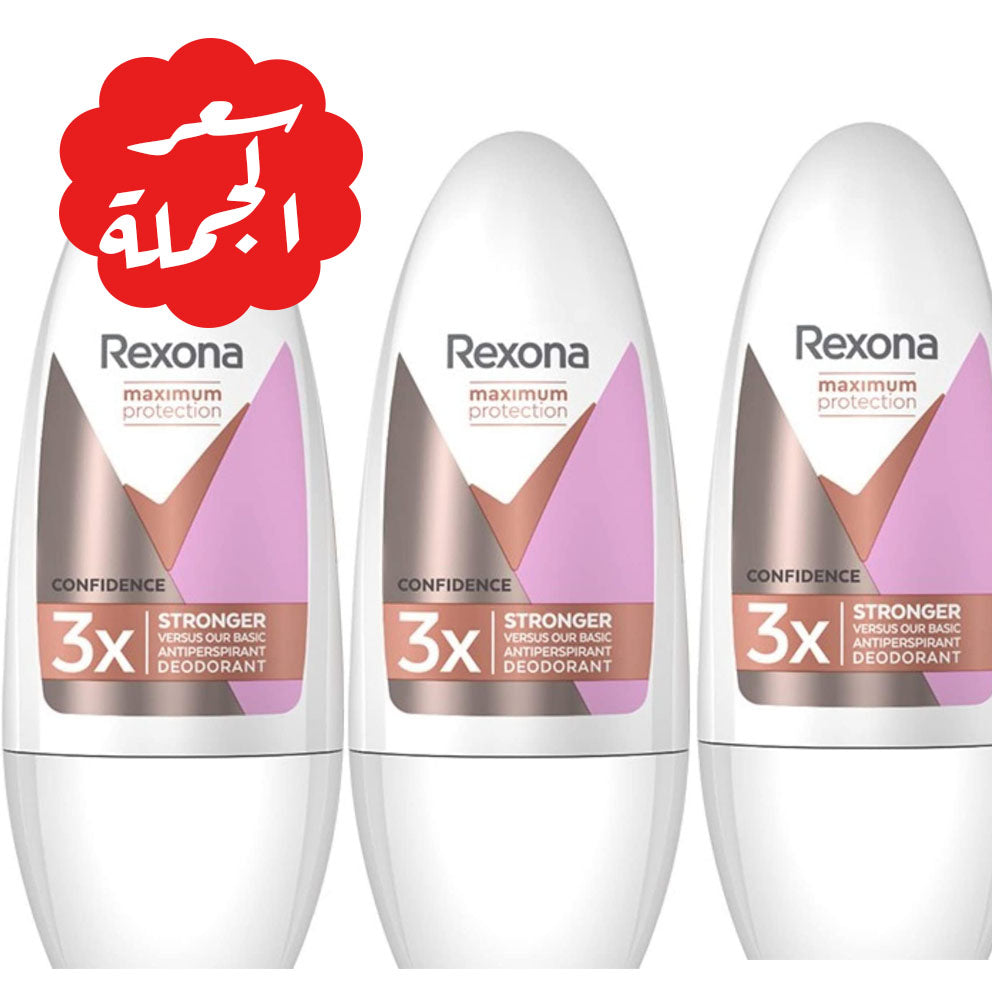 سعر
الجملة
Rexona
maximum
protection
CONFIDENCE
3x
STRONGER
VERSUS OUR BASIC
ANTIPERSPIRANT
DEODORANT
Rexona
maximum
protection
CONFIDENCE
3x
STRONGER
VERSUS OUR BASIC
ANTIPERSPIRANT
DEODORANT
Rexona
maximum
protection
CONFIDENCE
3x
STRONGER
VERSUS OUR BASIC
ANTIPERSPIRANT
DEODORANT